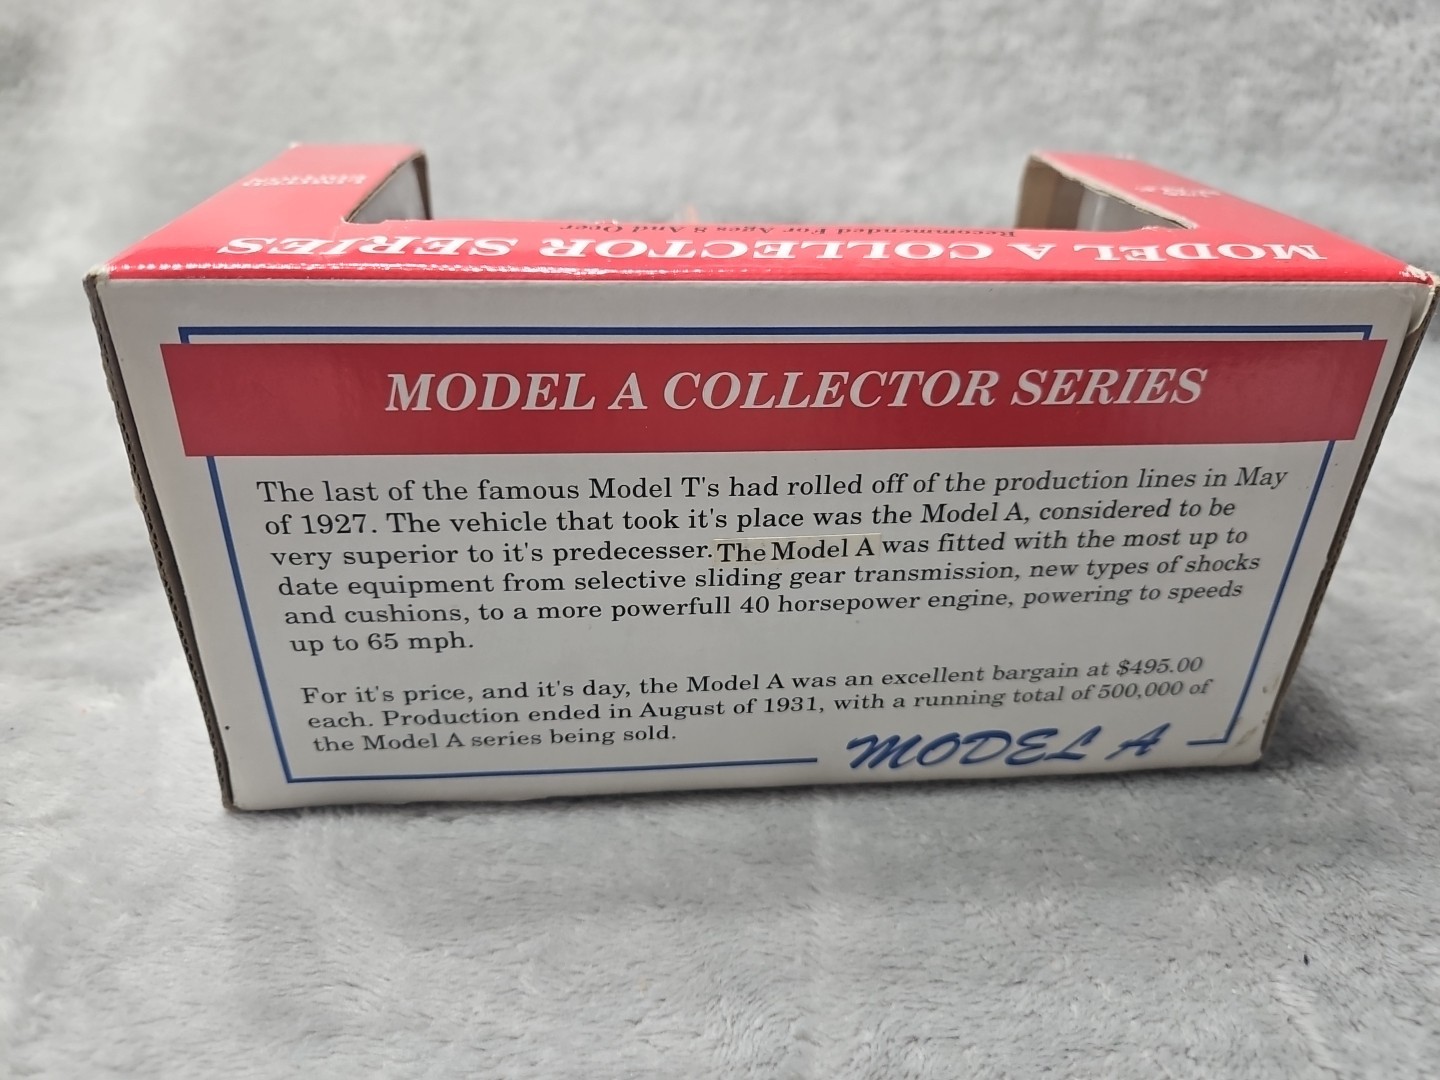 MODEL A COLLECTOR SERIES
Recommended For Ages 8 And Over
MODEL A COLLECTOR SERIES
The last of the famous Model T's had rolled off of the production lines in May
of 1927. The vehicle that took it's place was the Model A, considered to be
very superior to it's predecesser. The Model A was fitted with the most up to
date equipment from selective sliding gear transmission, new types of shocks
and cushions, to a more powerfull 40 horsepower engine, powering to speeds
up to 65 mph.
For it's price, and it's day, the Model A was an excellent bargain at $495.00
each. Production ended in August of 1931, with a running total of 500,000 of
the Model A series being sold.
MODEL A